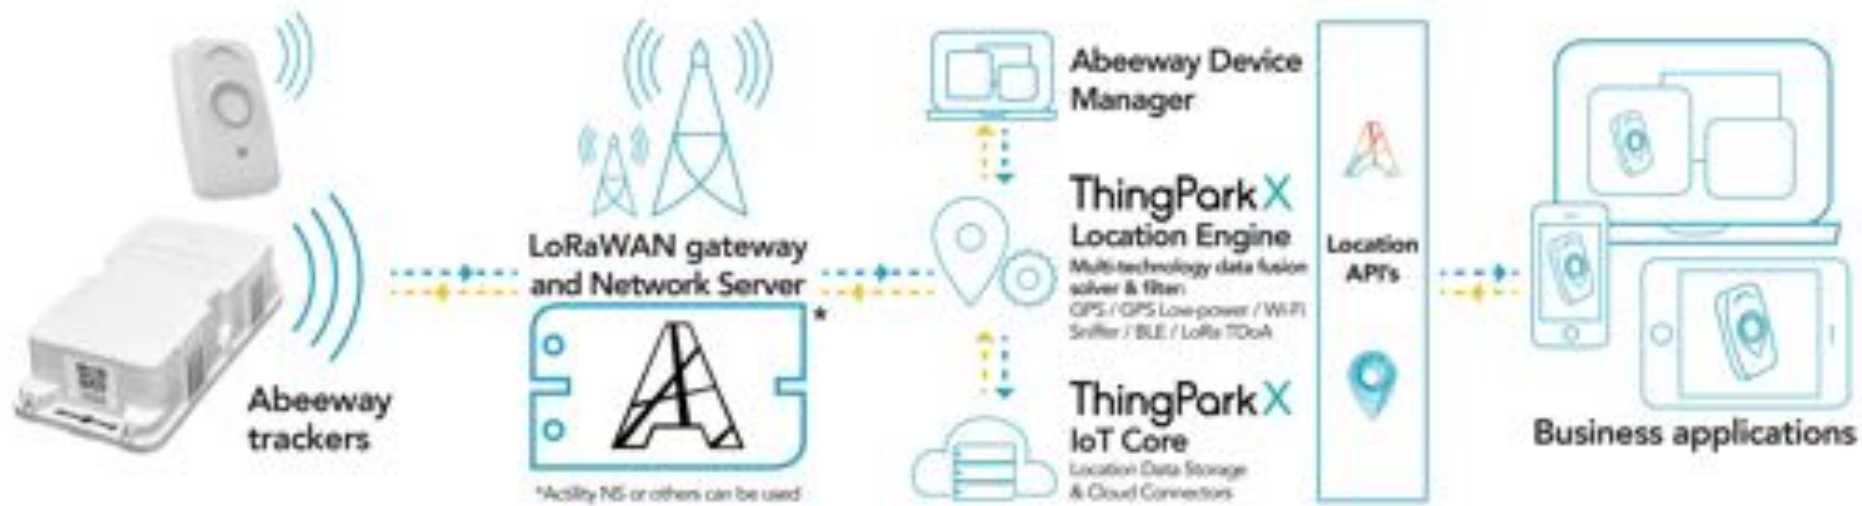 Abeeway
trackers
LoRaWAN gateway
and Network Server
*
*Actility NS or others can be used
Abeeway Device
Manager
ThingPark X
Location Engine
Multi-technology data fusion
solver & filter:
GPS / GPS Low-power / Wi-Fi
Sniffer / BLE / LoRa TDoA
ThingPark X
IoT Core
Location Data Storage
& Cloud Connectors
Location
API's
Business applications